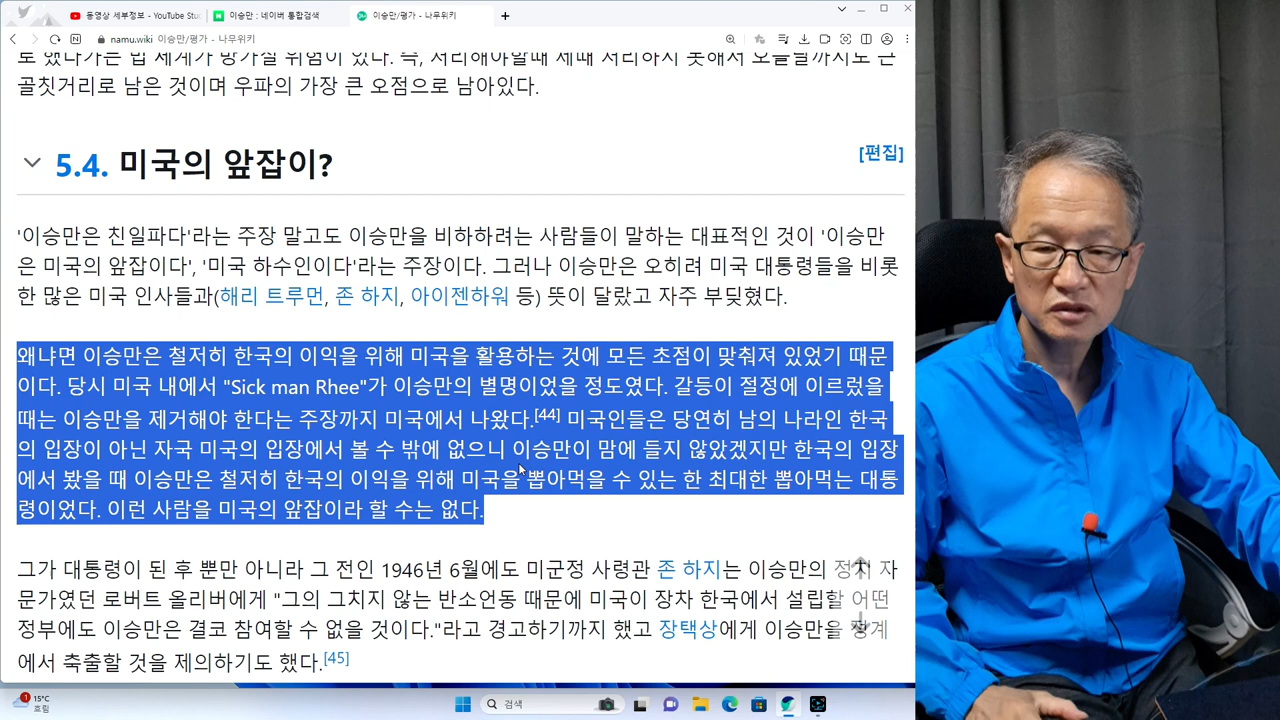 동영상 세부정보 - YouTube Stu
이승만 : 네이버 통합검색
이승만/평가 - 나무위키
namu.wiki 이승만/평가 - 나무위키
골칫거리로 남은 것이며 우파의 가장 큰 오점으로 남아있다.
5.4. 미국의 앞잡이?
[편집]
'이승만은 친일파다'라는 주장 말고도 이승만을 비하하려는 사람들이 말하는 대표적인 것이 '이승만
은 미국의 앞잡이다', '미국 하수인이다'라는 주장이다. 그러나 이승만은 오히려 미국 대통령들을 비롯
한 많은 미국 인사들과(해리 트루먼, 존 하지, 아이젠하워 등) 뜻이 달랐고 자주 부딪혔다.
왜냐면 이승만은 철저히 한국의 이익을 위해 미국을 활용하는 것에 모든 초점이 맞춰져 있었기 때문
이다. 당시 미국 내에서 "Sick man Rhee"가 이승만의 별명이었을 정도였다. 갈등이 절정에 이르렀을
때는 이승만을 제거해야 한다는 주장까지 미국에서 나왔다.[44] 미국인들은 당연히 남의 나라인 한국
의 입장이 아닌 자국 미국의 입장에서 볼 수 밖에 없으니 이승만이 맘에 들지 않았겠지만 한국의 입장
에서 봤을 때 이승만은 철저히 한국의 이익을 위해 미국을 뽑아먹을 수 있는 한 최대한 뽑아먹는 대통
령이었다. 이런 사람을 미국의 앞잡이라 할 수는 없다.
그가 대통령이 된 후 뿐만 아니라 그 전인 1946년 6월에도 미군정 사령관 존 하지는 이승만의 정치 자
문가였던 로버트 올리버에게 "그의 그치지 않는 반소언동 때문에 미국이 장차 한국에서 설립할 어떤
정부에도 이승만은 결코 참여할 수 없을 것이다."라고 경고하기까지 했고 장택상에게 이승만을 정계
에서 축출할 것을 제의하기도 했다.[45]
1
15°C
흐림
검색